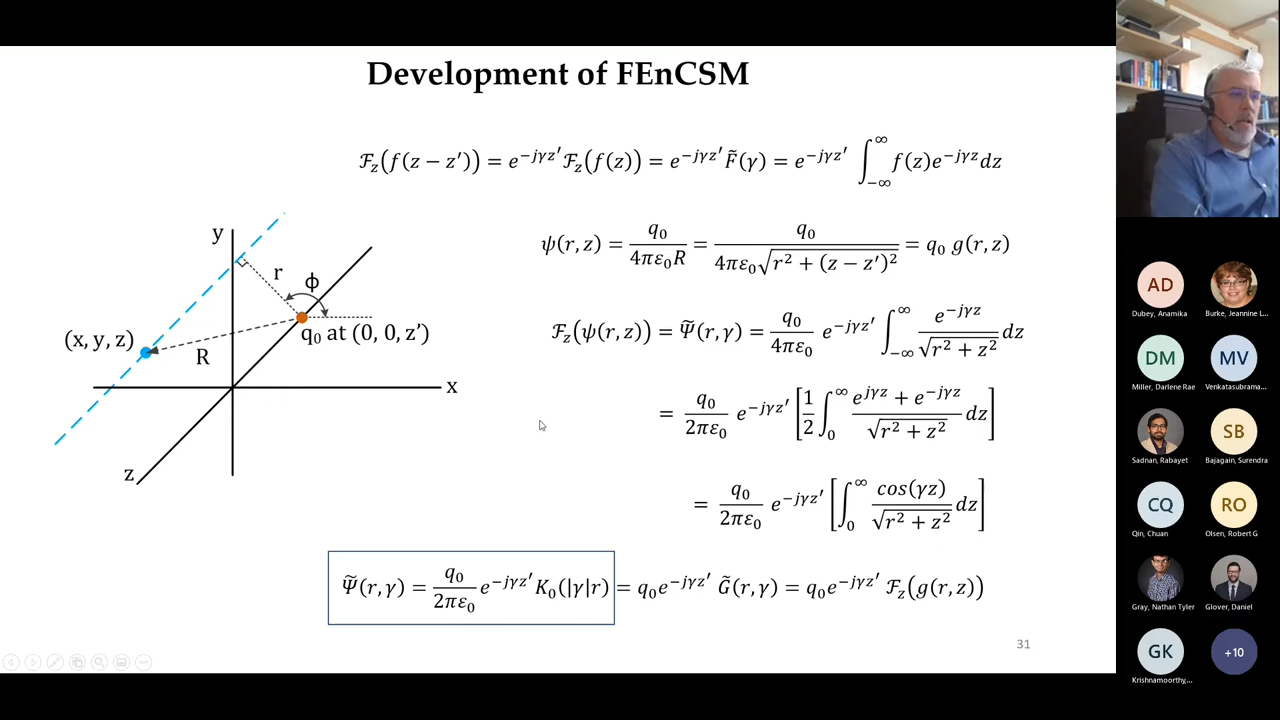 Development of FEnCSM
ℱ_z(f(z − z′)) = e^{−jγz′}ℱ_z(f(z)) = e^{−jγz′}F̃(γ) = e^{−jγz′} ∫_{−∞}^{∞} f(z)e^{−jγz}dz
ψ(r, z) = q₀/(4πε₀R) = q₀/(4πε₀√(r² + (z − z′)²)) = q₀ g(r, z)
ℱ_z(ψ(r, z)) = Ψ̃(r, γ) = q₀/(4πε₀) e^{−jγz′} ∫_{−∞}^{∞} e^{−jγz}/√(r² + z²) dz
= q₀/(2πε₀) e^{−jγz′} [1/2 ∫_0^∞ (e^{jγz} + e^{−jγz})/√(r² + z²) dz]
= q₀/(2πε₀) e^{−jγz′} [∫_0^∞ cos(γz)/√(r² + z²) dz]
Ψ̃(r, γ) = q₀/(2πε₀) e^{−jγz′}K₀(|γ|r) = q₀e^{−jγz′} G̃(r, γ) = q₀e^{−jγz′} ℱ_z(g(r, z))
y
r
ϕ
(x, y, z)
q₀ at (0, 0, z′)
R
x
z
31
AD
Dubey, Anamika
Burke, Jeannine L...
DM
Miller, Darlene Rae
MV
Venkatasubrama...
Sadnan, Rabayet
SB
Bajagain, Surendra
CQ
Qin, Chuan
RO
Olsen, Robert G
Gray, Nathan Tyler
Glover, Daniel
GK
Krishnamoorthy,...
+10